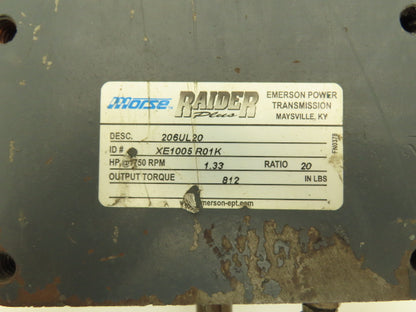 Morse RAIDER Plus
EMERSON POWER
TRANSMISSION
MAYSVILLE, KY
DESC. 206UL20
ID # XE1005 R01K
HP @1750 RPM 1.33 RATIO 20
OUTPUT TORQUE 812 IN LBS
emerson-ept.com